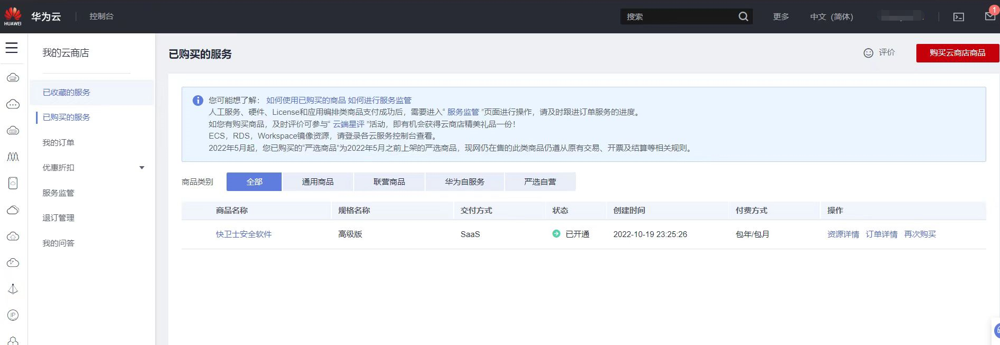 HUAWEI 华为云 控制台 搜索 更多 中文（简体） 1
我的云商店
已收藏的服务
已购买的服务
我的订单
优惠折扣
服务监管
退订管理
我的问答
IP
已购买的服务 评价 购买云商店商品
您可能想了解： 如何使用已购买的商品 如何进行服务监管
人工服务、硬件、License和应用编排类商品支付成功后，需要进入“ 服务监管 ”页面进行操作，请及时跟进订单服务的进度。
如您有购买商品，及时评价可参与“ 云端星评 ”活动，即有机会获得云商店精美礼品一份！
ECS，RDS，Workspace镜像资源，请登录各云服务控制台查看。
2022年5月起，您已购买的“严选商品”为2022年5月之前上架的严选商品，现网仍在售的此类商品仍遵从原有交易、开票及结算等相关规则。
商品类别 全部 通用商品 联营商品 华为自服务 严选自营
商品名称 规格名称 交付方式 状态 创建时间 付费方式 操作
快卫士安全软件 高级版 SaaS 已开通 2022-10-19 23:25:26 包年/包月 资源详情 订单详情 再次购买